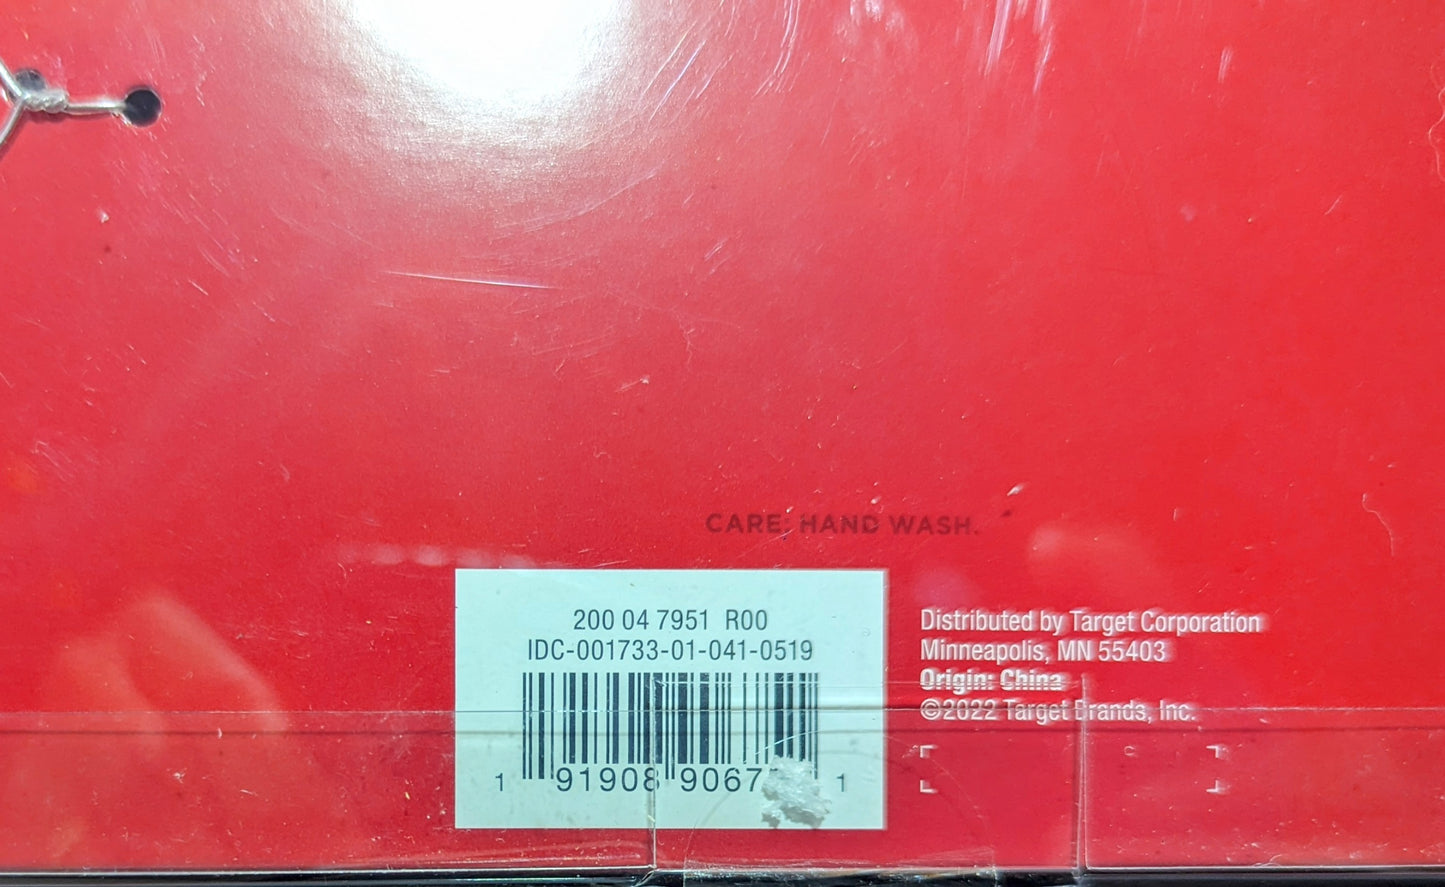 CARE: HAND WASH.
200 04 7951 R00
IDC-001733-01-041-0519
1 91908 9067 1
Distributed by Target Corporation
Minneapolis, MN 55403
Origin: China
©2022 Target Brands, Inc.